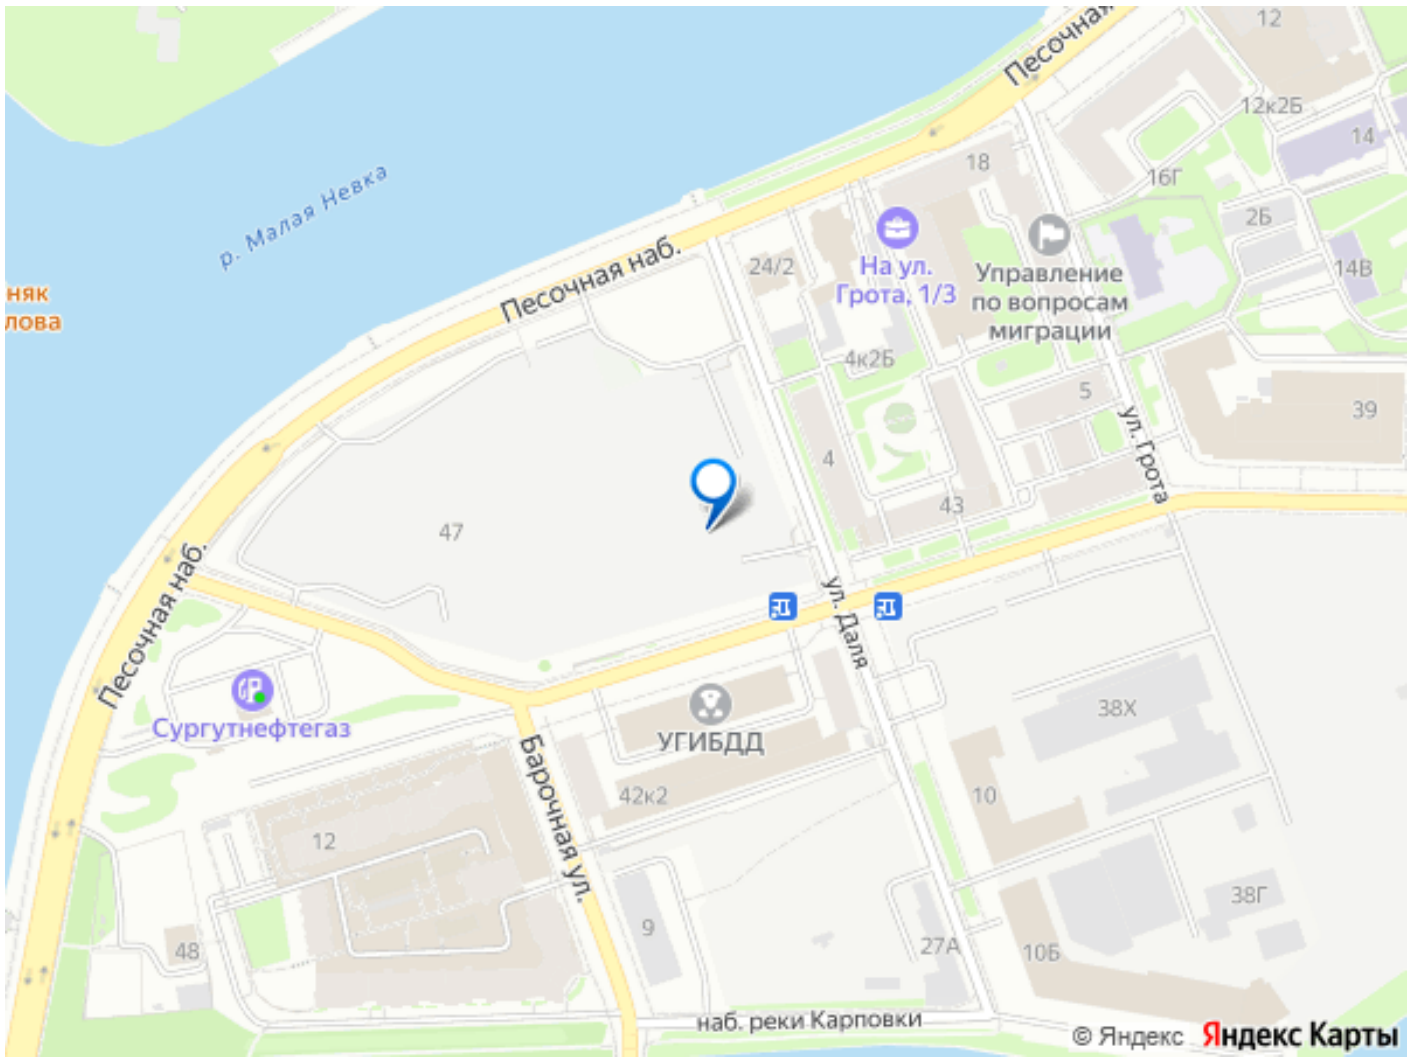 Песочная
12
12к2Б
14
18
16Г
2Б
р. Малая Невка
Песочная наб.
24/2
На ул.
Грота, 1/3
Управление
по вопросам
миграции
14В
няк
лова
4к2Б
5
39
ул. Грота
4
43
47
Песочная наб.
ул. Даля
Сургутнефтегаз
УГИБДД
38Х
Барочная ул.
42к2
10
12
38Г
9
27А
10Б
48
наб. реки Карповки
© Яндекс Яндекс Карты